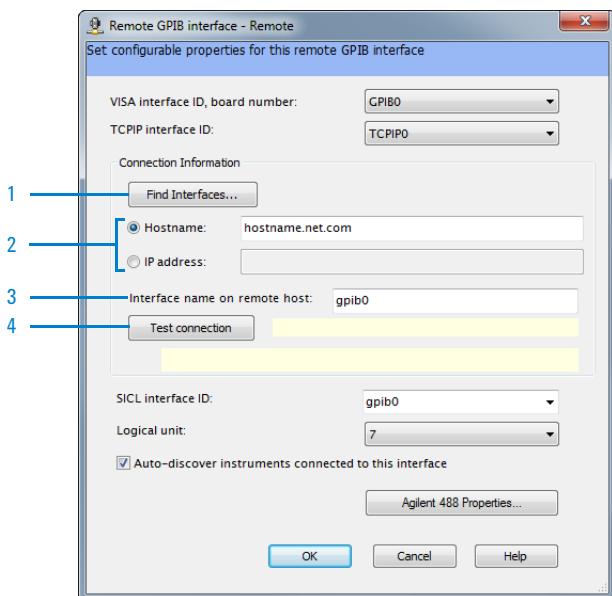 Remote GPIB interface - Remote
Set configurable properties for this remote GPIB interface
VISA interface ID, board number: GPIB0
TCPIP interface ID: TCPIP0
Connection Information
1 Find Interfaces...
2 Hostname: hostname.net.com
IP address:
3 Interface name on remote host: gpib0
4 Test connection
SICL interface ID: gpib0
Logical unit: 7
Auto-discover instruments connected to this interface
Agilent 488 Properties...
OK Cancel Help